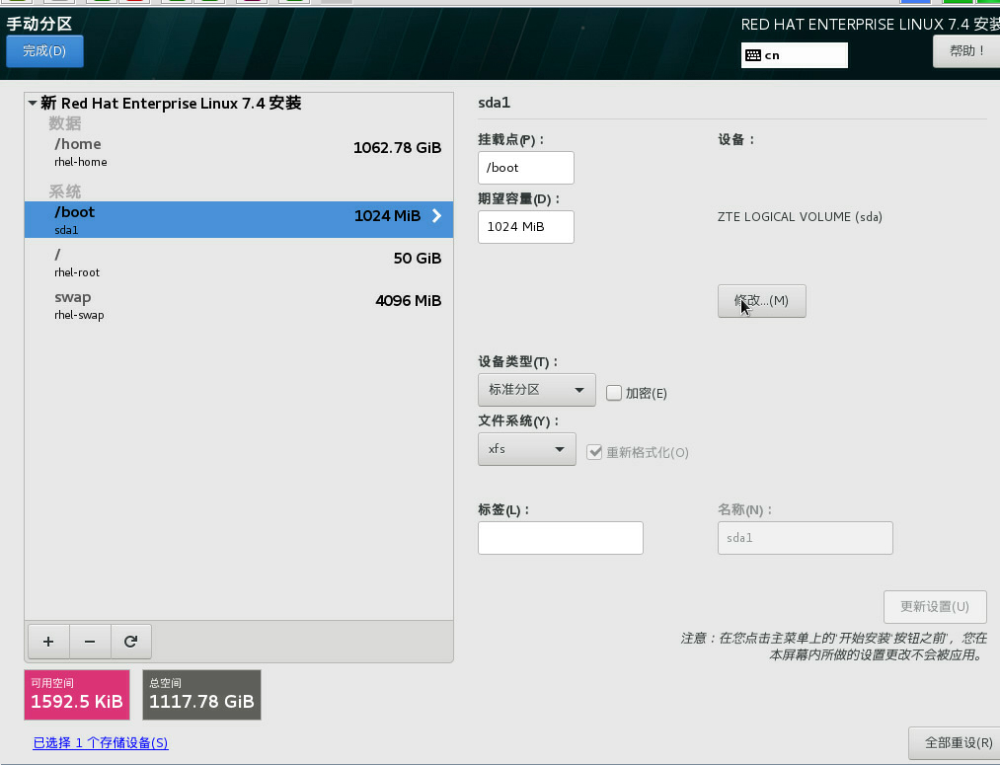 手动分区
RED HAT ENTERPRISE LINUX 7.4 安装
完成(D)
cn
帮助！
新 Red Hat Enterprise Linux 7.4 安装
数据
/home
1062.78 GiB
rhel-home
系统
/boot
1024 MiB
sda1
/
50 GiB
rhel-root
swap
4096 MiB
rhel-swap
+ −
可用空间
1592.5 KiB
总空间
1117.78 GiB
已选择 1 个存储设备(S)
sda1
挂载点(P)：
设备：
/boot
期望容量(D)：
1024 MiB
ZTE LOGICAL VOLUME (sda)
修改...(M)
设备类型(T)：
标准分区
加密(E)
文件系统(Y)：
xfs
重新格式化(O)
标签(L)：
名称(N)：
sda1
更新设置(U)
注意：在您点击主菜单上的'开始安装'按钮之前，您在
本屏幕内所做的设置更改不会被应用。
全部重设(R)